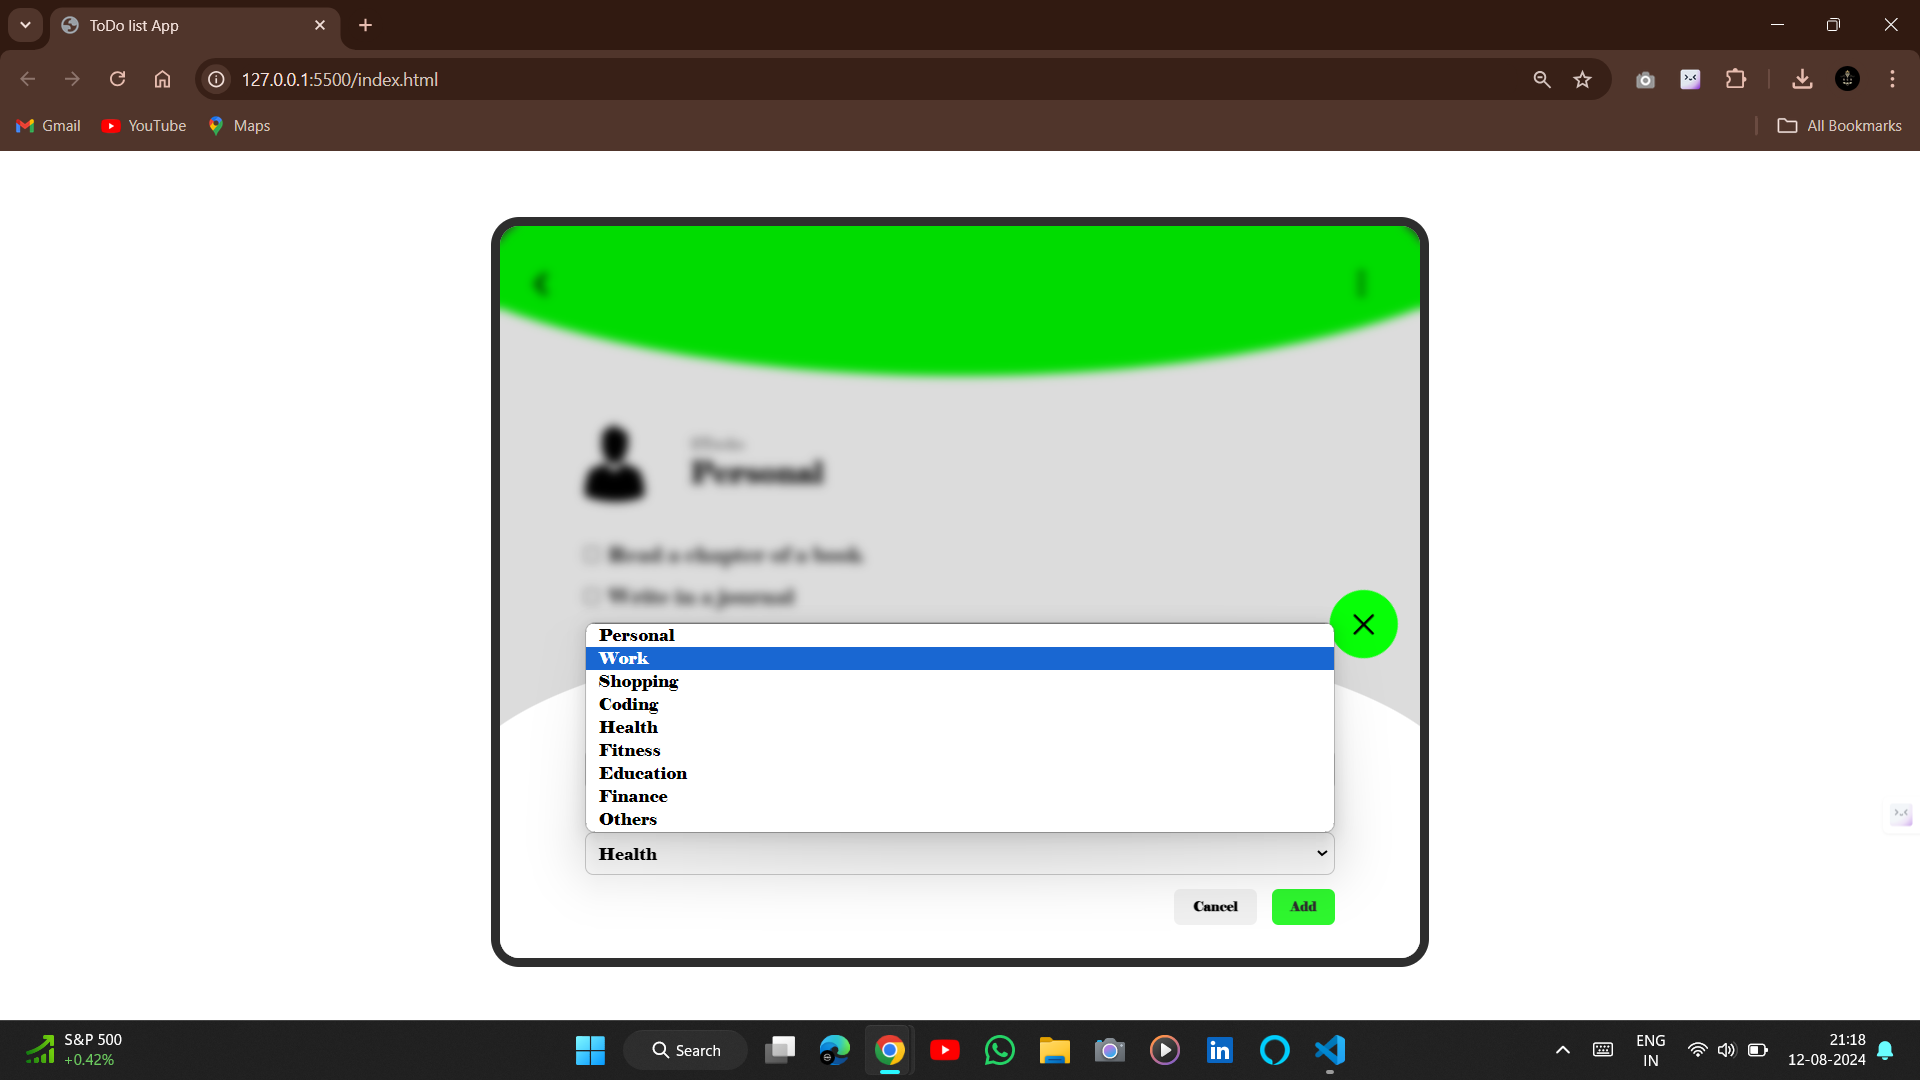 ToDo list App
127.0.0.1:5500/index.html
Gmail YouTube Maps All Bookmarks
Personal
Read a chapter of a book
Write in a journal
Personal
Work
Shopping
Coding
Health
Fitness
Education
Finance
Others
Health
Cancel Add
S&P 500
+0.42%
Search
ENG
IN
21:18
12-08-2024